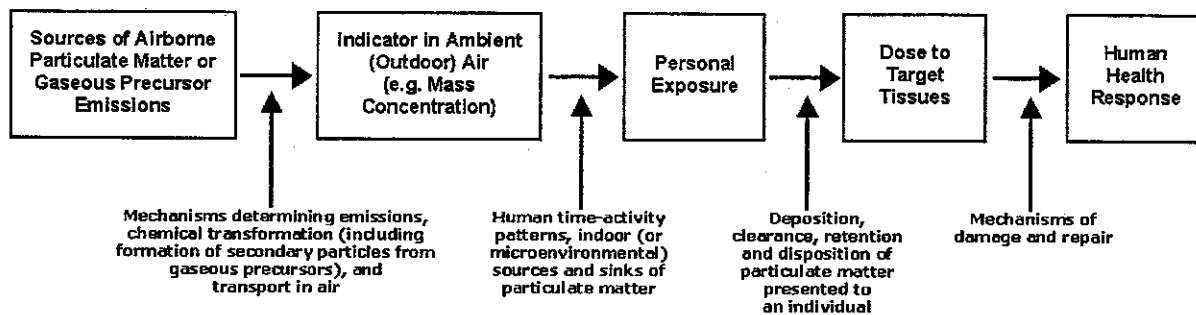 Sources of Airborne
Particulate Matter or
Gaseous Precursor
Emissions
Indicator in Ambient
(Outdoor) Air
(e.g. Mass
Concentration)
Personal
Exposure
Dose to
Target
Tissues
Human
Health
Response
Mechanisms determining emissions,
chemical transformation (including
formation of secondary particles from
gaseous precursors), and
transport in air
Human time-activity
patterns, indoor (or
microenvironmental)
sources and sinks of
particulate matter
Deposition,
clearance, retention
and disposition of
particulate matter
presented to
an individual
Mechanisms of
damage and repair